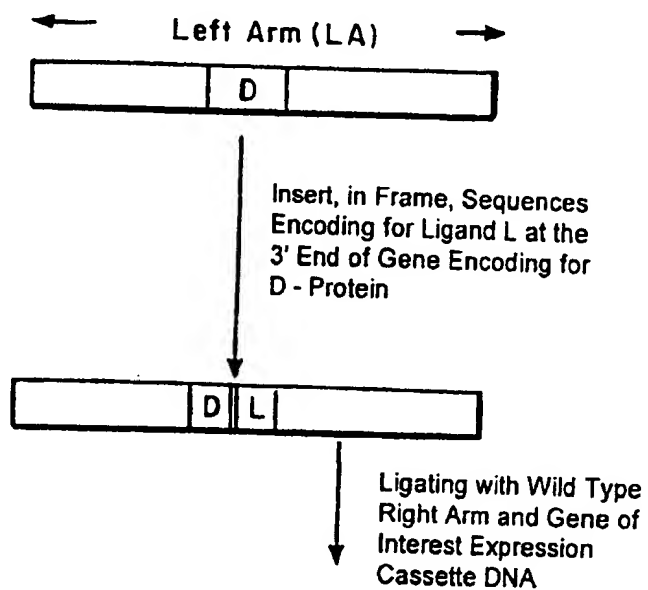 Left Arm (LA)
D
Insert, in Frame, Sequences
Encoding for Ligand L at the
3' End of Gene Encoding for
D - Protein
D L
Ligating with Wild Type
Right Arm and Gene of
Interest Expression
Cassette DNA